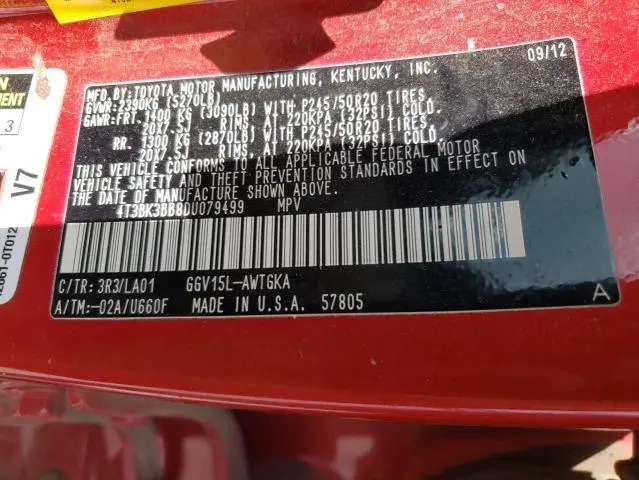 09/12
MFD. BY: TOYOTA MOTOR MANUFACTURING, KENTUCKY, INC.
GVWR: 2390KG (5270LB)
GAWR: FRT. 1400 KG (3090LB) WITH P245/50R20 TIRES,
20X7.5J RIMS, AT 220KPA (32PSI) COLD.
RR. 1300 KG (2870LB) WITH P245/50R20 TIRES,
20X7.5J RIMS, AT 220KPA (32PSI) COLD.
THIS VEHICLE CONFORMS TO ALL APPLICABLE FEDERAL MOTOR
VEHICLE SAFETY AND THEFT PREVENTION STANDARDS IN EFFECT ON
THE DATE OF MANUFACTURE SHOWN ABOVE.
4T3BK3BB8DU079499 MPV
C/TR: 3R3/LA01 GGV15L-AWTGKA
A/TM: -02A/U660F MADE IN U.S.A. 57805
A
3
V7